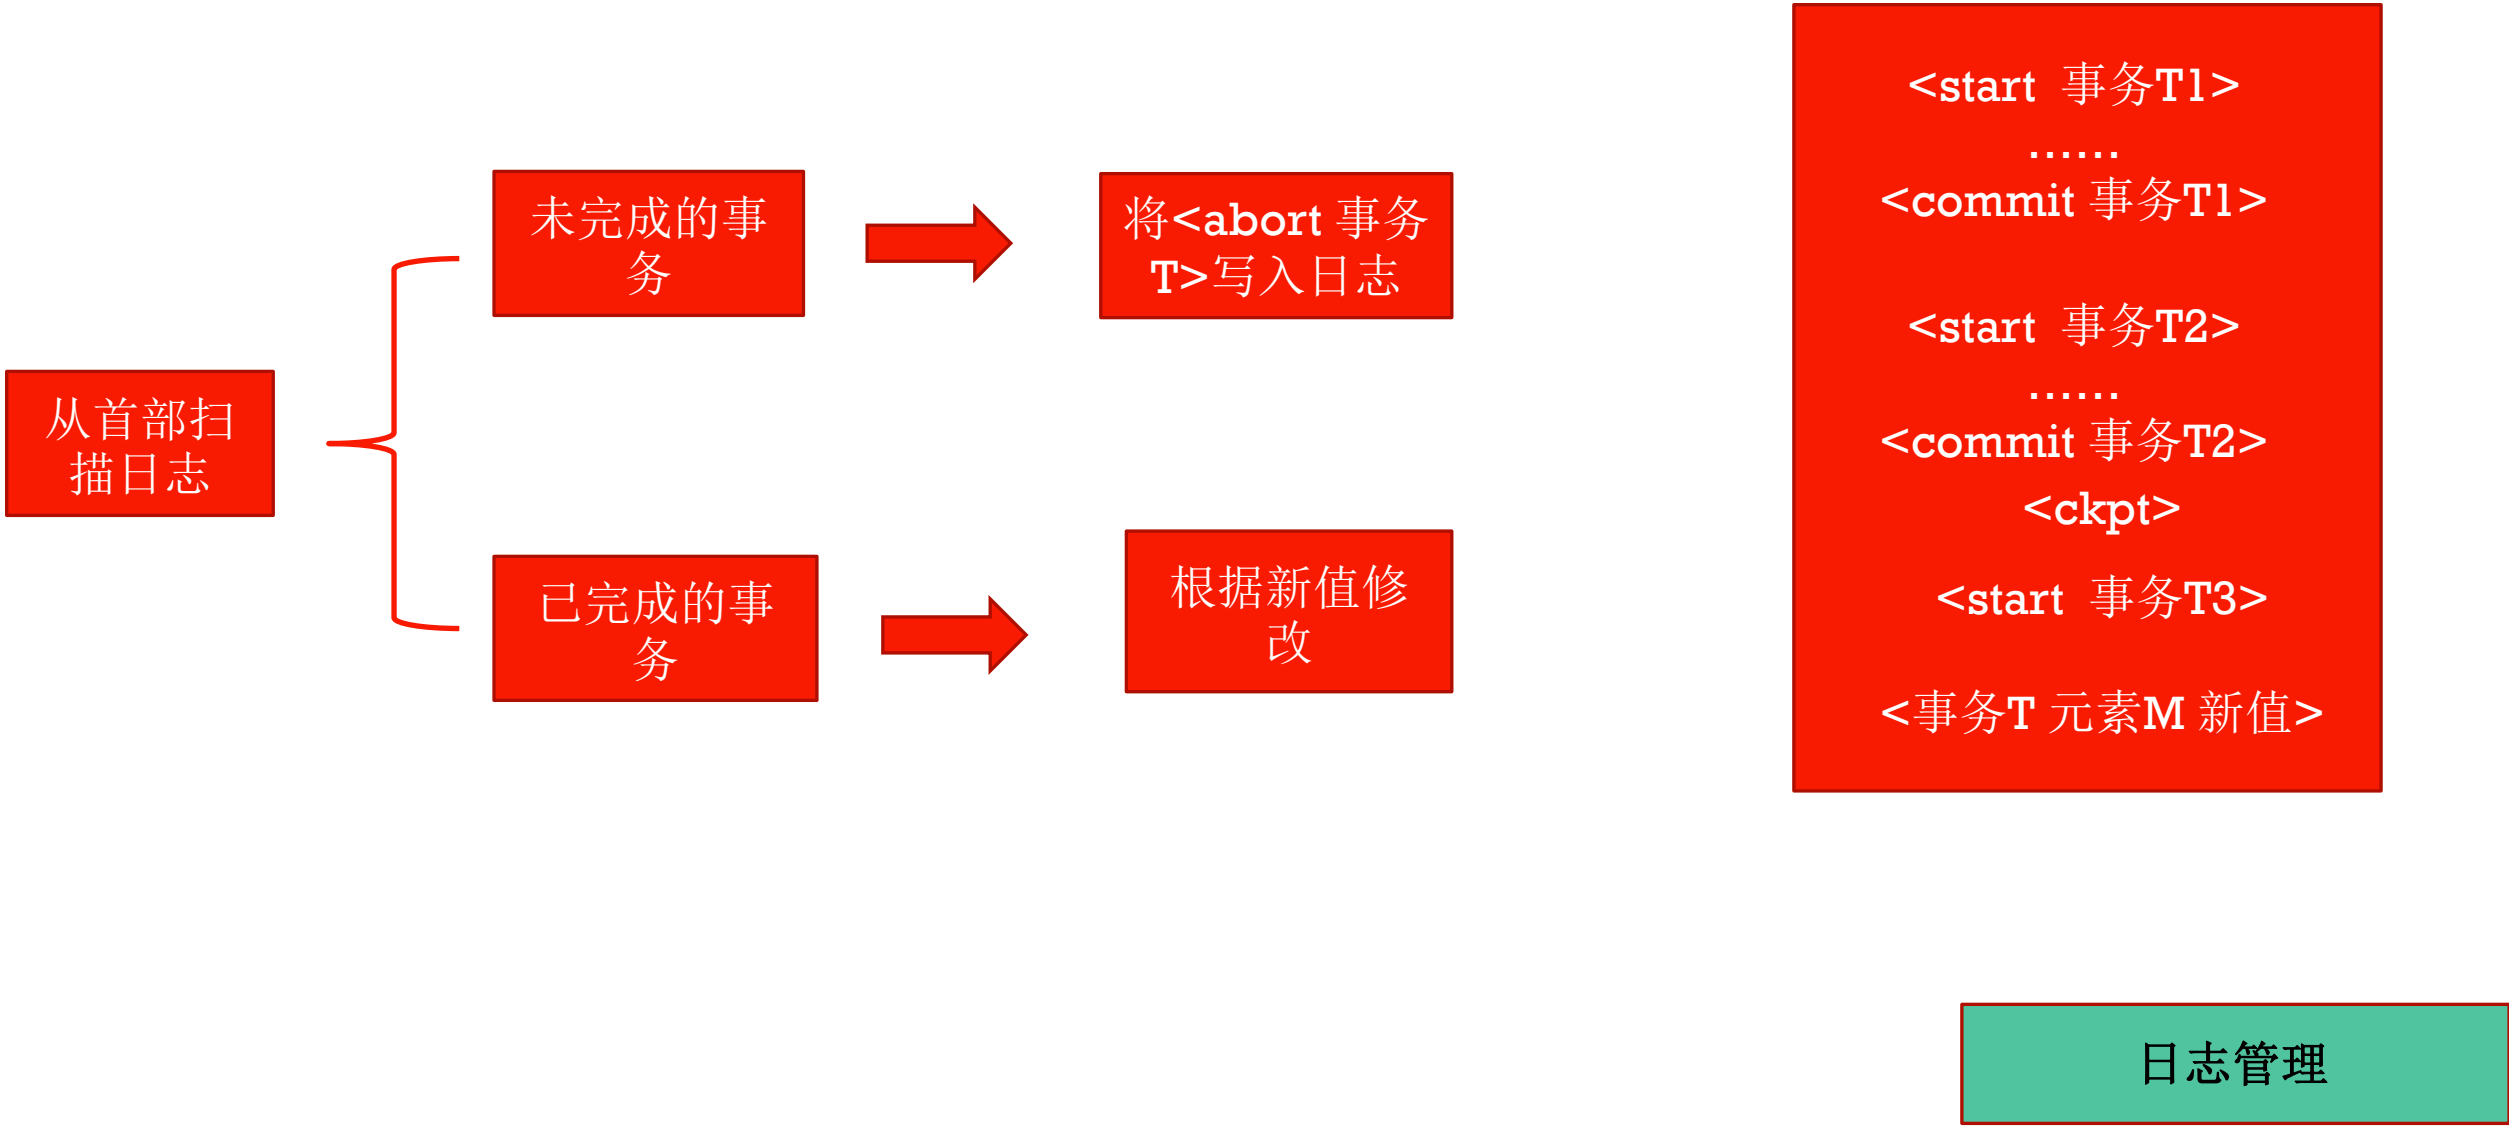 从首部扫
描日志
未完成的事
务
将<abort 事务
T>写入日志
已完成的事
务
根据新值修
改
<start 事务T1>
......
<commit 事务T1>
<start 事务T2>
......
<commit 事务T2>
<ckpt>
<start 事务T3>
<事务T 元素M 新值>
日志管理